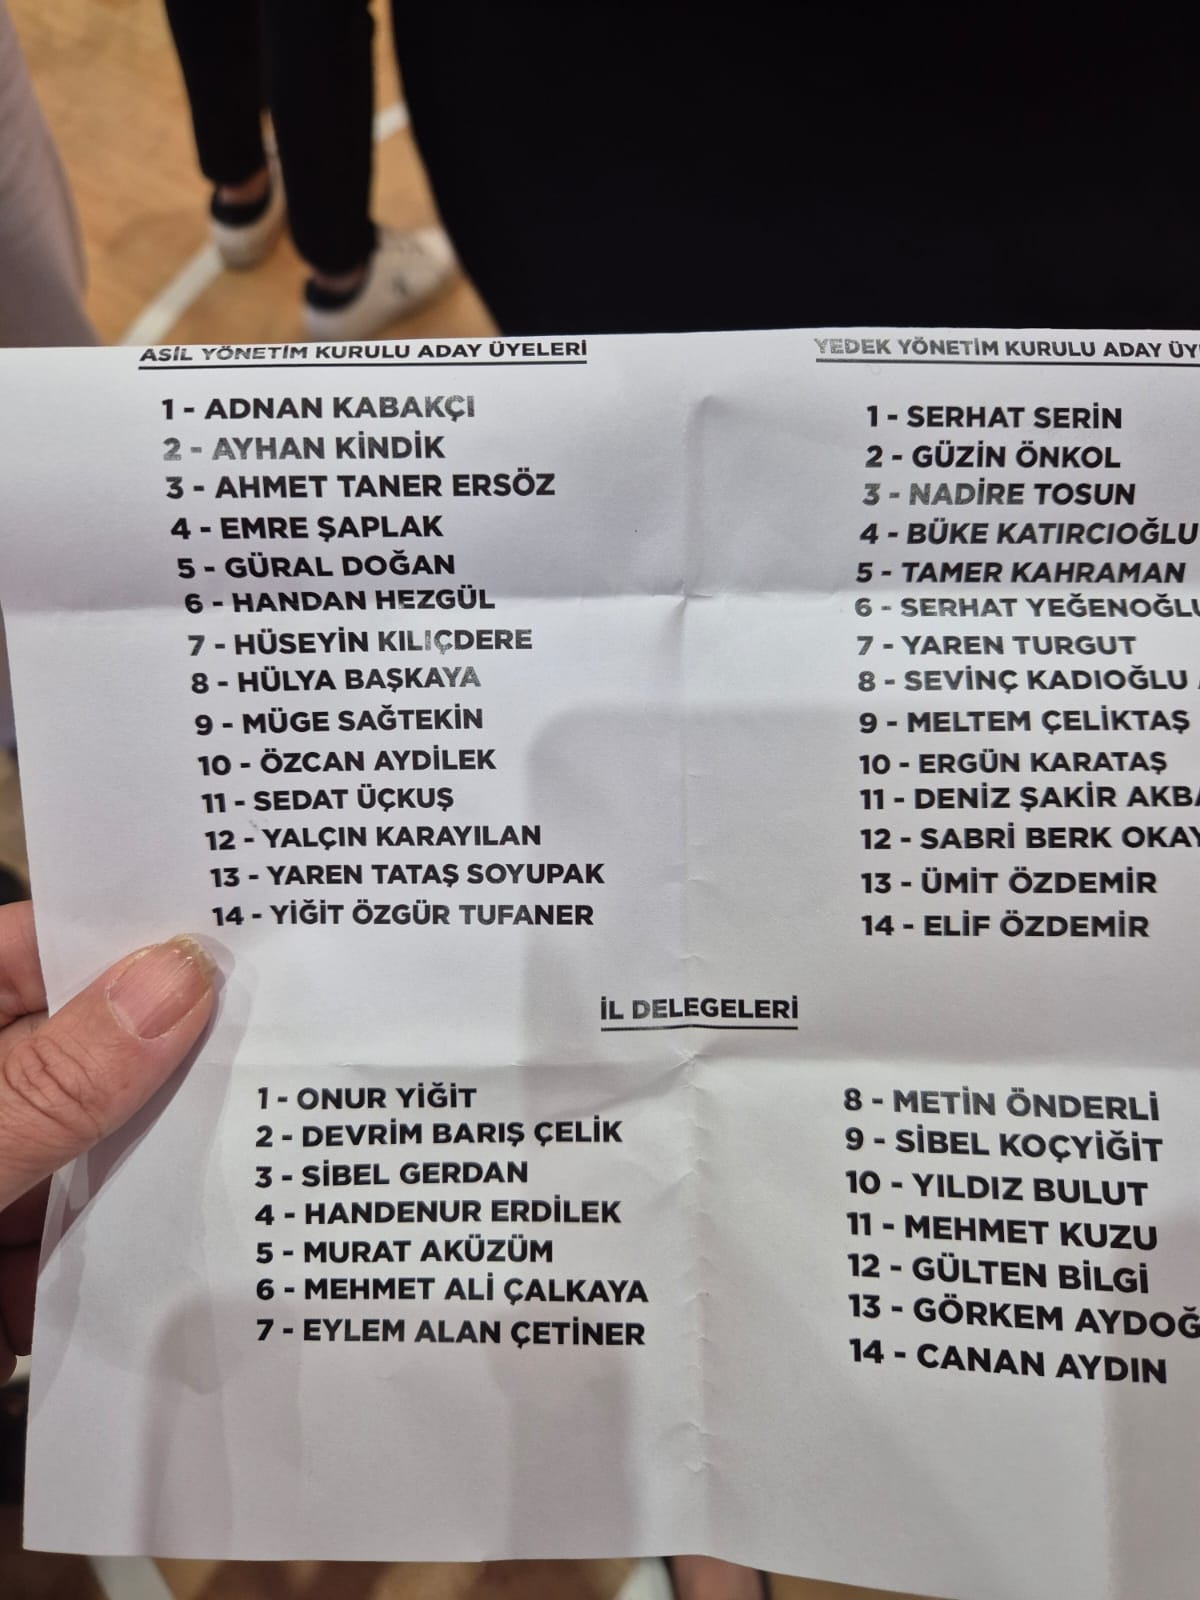 ASİL YÖNETİM KURULU ADAY ÜYELERİ
1 - ADNAN KABAKÇI
2 - AYHAN KİNDİK
3 - AHMET TANER ERSÖZ
4 - EMRE ŞAPLAK
5 - GÜRAL DOĞAN
6 - HANDAN HEZGÜL
7 - HÜSEYİN KILIÇDERE
8 - HÜLYA BAŞKAYA
9 - MÜGE SAĞTEKİN
10 - ÖZCAN AYDİLEK
11 - SEDAT ÜÇKUŞ
12 - YALÇIN KARAYILAN
13 - YAREN TATAŞ SOYUPAK
14 - YİĞİT ÖZGÜR TUFANER
YEDEK YÖNETİM KURULU ADAY
1 - SERHAT SERİN
2 - GÜZİN ÖNKOL
3 - NADİRE TOSUN
4 - BÜKE KATIRCIOĞLU
5 - TAMER KAHRAMAN
6 - SERHAT
7 - YAREN TURGUT
8 - SEVİNÇ KADIOĞLU
9 - MELTEM ÇELİKTAŞ
10 - ERGÜN KARATAŞ
11 - DENİZ ŞAKİR
12 - SABRİ BERK
13 - ÜMİT ÖZDEMİR
14 - ELİF ÖZDEMİR
İL DELEGELERİ
1 - ONUR YİĞİT
2 - DEVRİM BARIŞ ÇELİK
3 - SİBEL GERDAN
4 - HANDENUR ERDİLEK
5 - MURAT AKÜZÜM
6 - MEHMET ALİ ÇALKAYA
7 - EYLEM ALAN ÇETİNER
8 - METİN ÖNDERLİ
9 - SİBEL KOÇYİĞİT
10 - YILDIZ BULUT
11 - MEHMET KUZU
12 - GÜLTEN BİLGİ
13 - GÖRKEM
14 - CANAN AYDIN